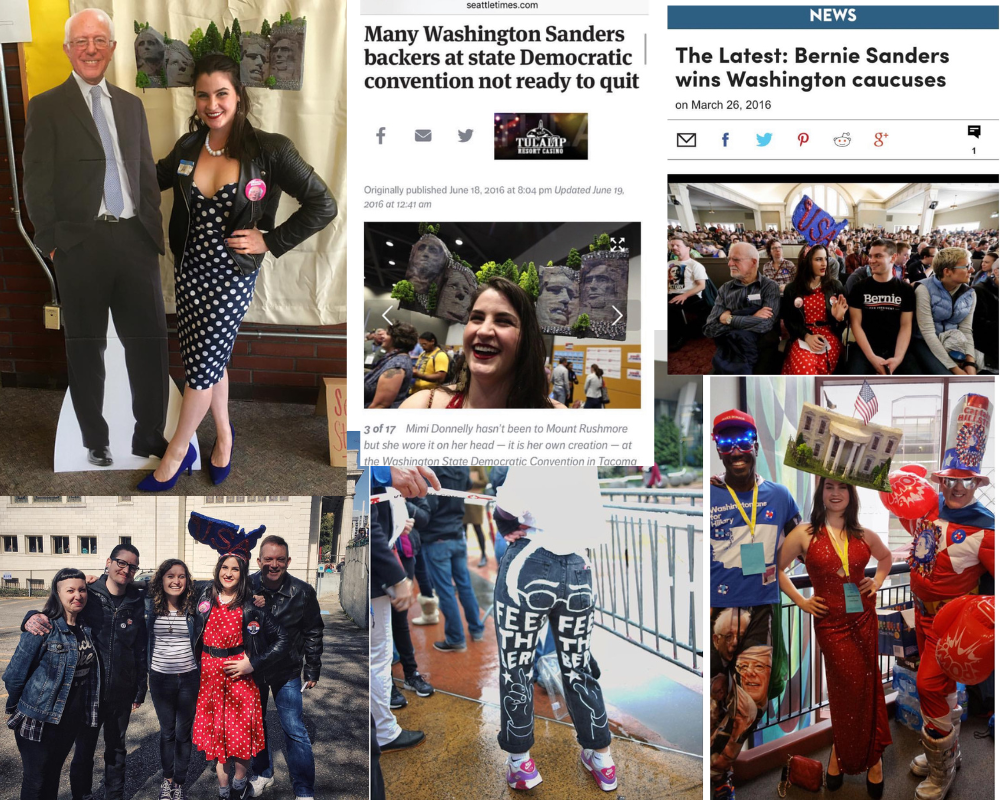 seattletimes.com
Many Washington Sanders
backers at state Democratic
convention not ready to quit
TULALIP
RESORT CASINO
Originally published June 18, 2016 at 8:04 pm Updated June 19,
2016 at 12:41 am
3 of 17 Mimi Donnelly hasn't been to Mount Rushmore
but she wore it on her head — it is her own creation — at
the Washington State Democratic Convention in Tacoma
NEWS
The Latest: Bernie Sanders
wins Washington caucuses
on March 26, 2016
1
USA
Bernie
FEEL FEEL
THE THE
BERN BERN
Washingtonians
for
Hillary